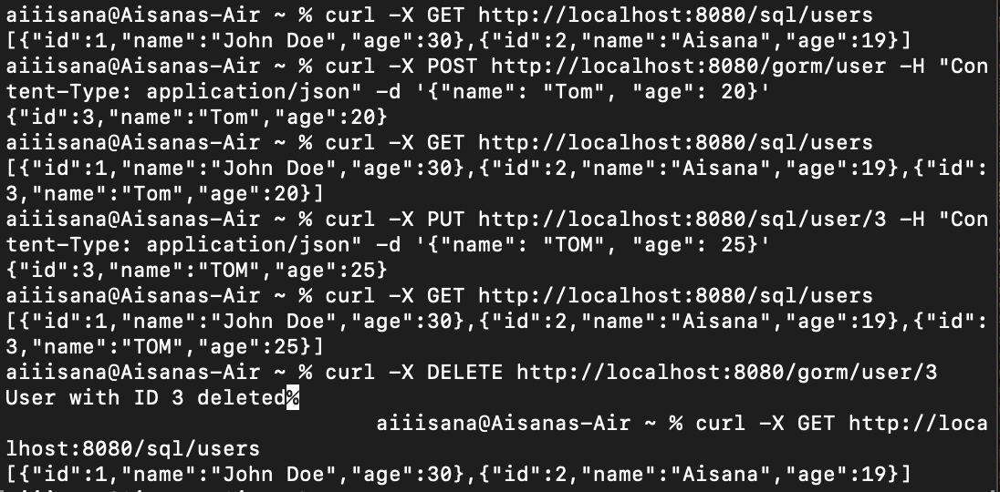 aiiisana@Aisanas-Air ~ % curl -X GET http://localhost:8080/sql/users
[{"id":1,"name":"John Doe","age":30},{"id":2,"name":"Aisana","age":19}]
aiiisana@Aisanas-Air ~ % curl -X POST http://localhost:8080/gorm/user -H "Con
tent-Type: application/json" -d '{"name": "Tom", "age": 20}'
{"id":3,"name":"Tom","age":20}
aiiisana@Aisanas-Air ~ % curl -X GET http://localhost:8080/sql/users
[{"id":1,"name":"John Doe","age":30},{"id":2,"name":"Aisana","age":19},{"id":
3,"name":"Tom","age":20}]
aiiisana@Aisanas-Air ~ % curl -X PUT http://localhost:8080/sql/user/3 -H "Con
tent-Type: application/json" -d '{"name": "TOM", "age": 25}'
{"id":3,"name":"TOM","age":25}
aiiisana@Aisanas-Air ~ % curl -X GET http://localhost:8080/sql/users
[{"id":1,"name":"John Doe","age":30},{"id":2,"name":"Aisana","age":19},{"id":
3,"name":"TOM","age":25}]
aiiisana@Aisanas-Air ~ % curl -X DELETE http://localhost:8080/gorm/user/3
User with ID 3 deleted%
aiiisana@Aisanas-Air ~ % curl -X GET http://loca
lhost:8080/sql/users
[{"id":1,"name":"John Doe","age":30},{"id":2,"name":"Aisana","age":19}]